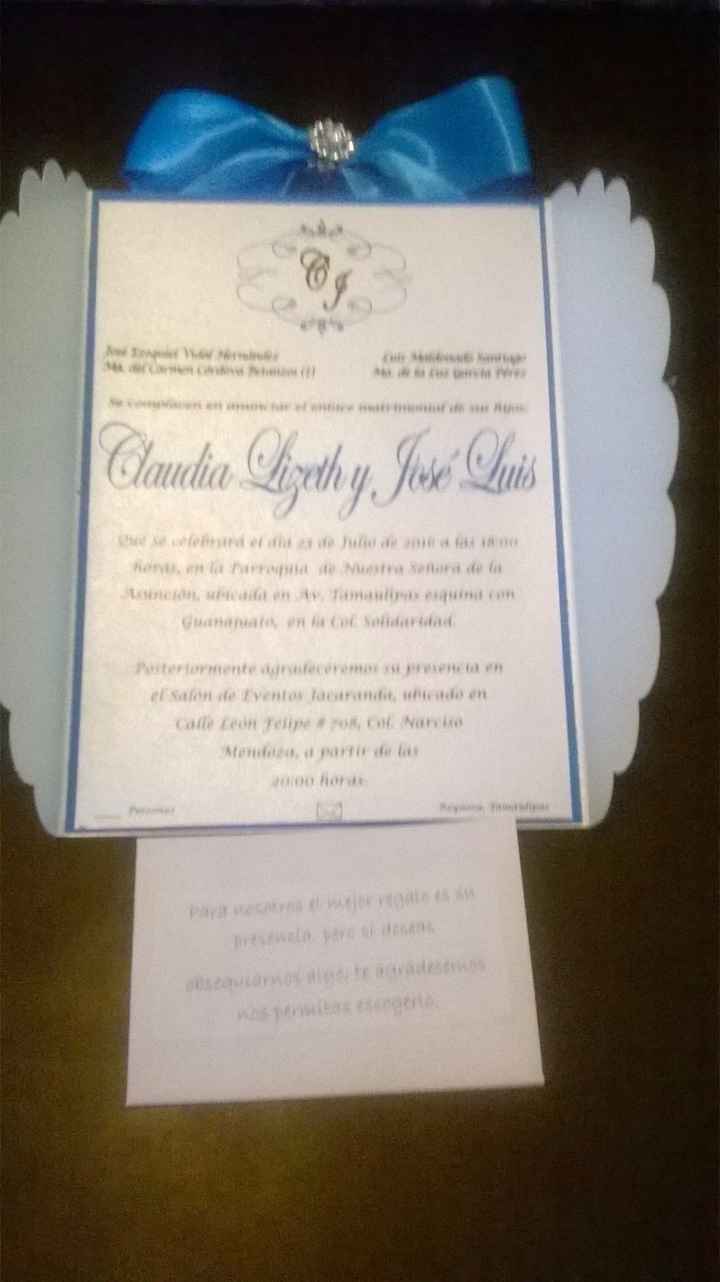 C J
José Ezequiel Vidal Hernández
Ma. del Carmen Córdova Betanzos (†)
Luis Maldonado Santiago
Ma. de la Luz García Pérez
Se complacen en anunciar el enlace matrimonial de sus hijos:
Claudia Lizeth y José Luis
Que se celebrará el día 23 de Julio de 2016 a las 18:00
horas, en la Parroquia de Nuestra Señora de la
Asunción, ubicada en Av. Tamaulipas esquina con
Guanajuato, en la Col. Solidaridad.
Posteriormente agradeceremos su presencia en
el Salón de Eventos Jacaranda, ubicado en
Calle León Felipe # 708, Col. Narciso
Mendoza, a partir de las
20:00 horas.
____ Personas
Reynosa, Tamaulipas
Para nosotros el mejor regalo es su
presencia, pero si deseas
obsequiarnos algo, te agradecemos
nos permitas escogerlo.